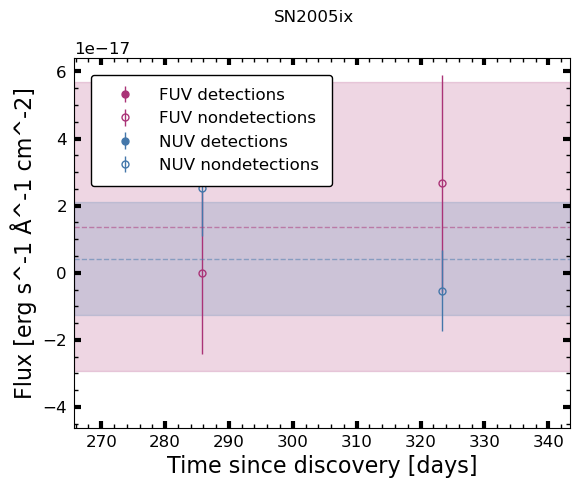 SN2005ix
1e−17
FUV detections
FUV nondetections
NUV detections
NUV nondetections
6
4
2
0
−2
−4
Flux [erg s^-1 Å^-1 cm^-2]
270 280 290 300 310 320 330 340
Time since discovery [days]